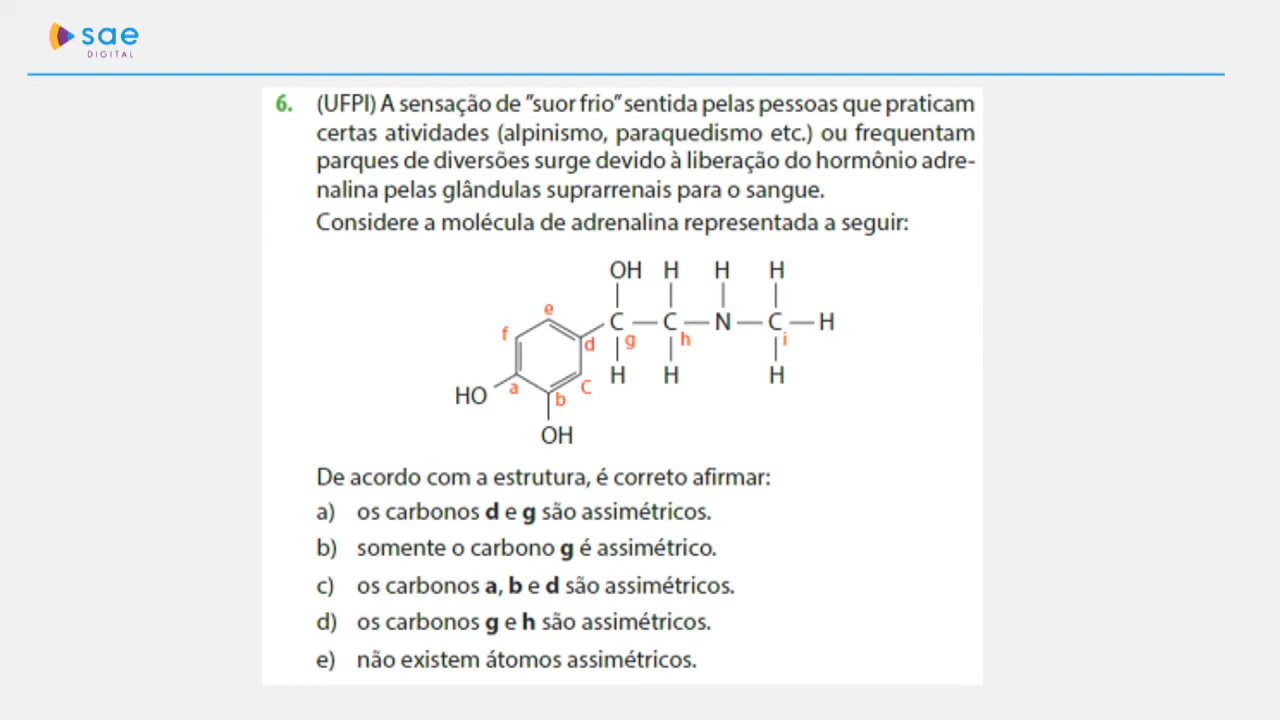 sae
DIGITAL
6. (UFPI) A sensação de "suor frio" sentida pelas pessoas que praticam
certas atividades (alpinismo, paraquedismo etc.) ou frequentam
parques de diversões surge devido à liberação do hormônio adre-
nalina pelas glândulas suprarrenais para o sangue.
Considere a molécula de adrenalina representada a seguir:
OH H H H
e
f C — C — N — C — H
d g h i
H H H
HO a C
b
OH
De acordo com a estrutura, é correto afirmar:
a) os carbonos d e g são assimétricos.
b) somente o carbono g é assimétrico.
c) os carbonos a, b e d são assimétricos.
d) os carbonos g e h são assimétricos.
e) não existem átomos assimétricos.